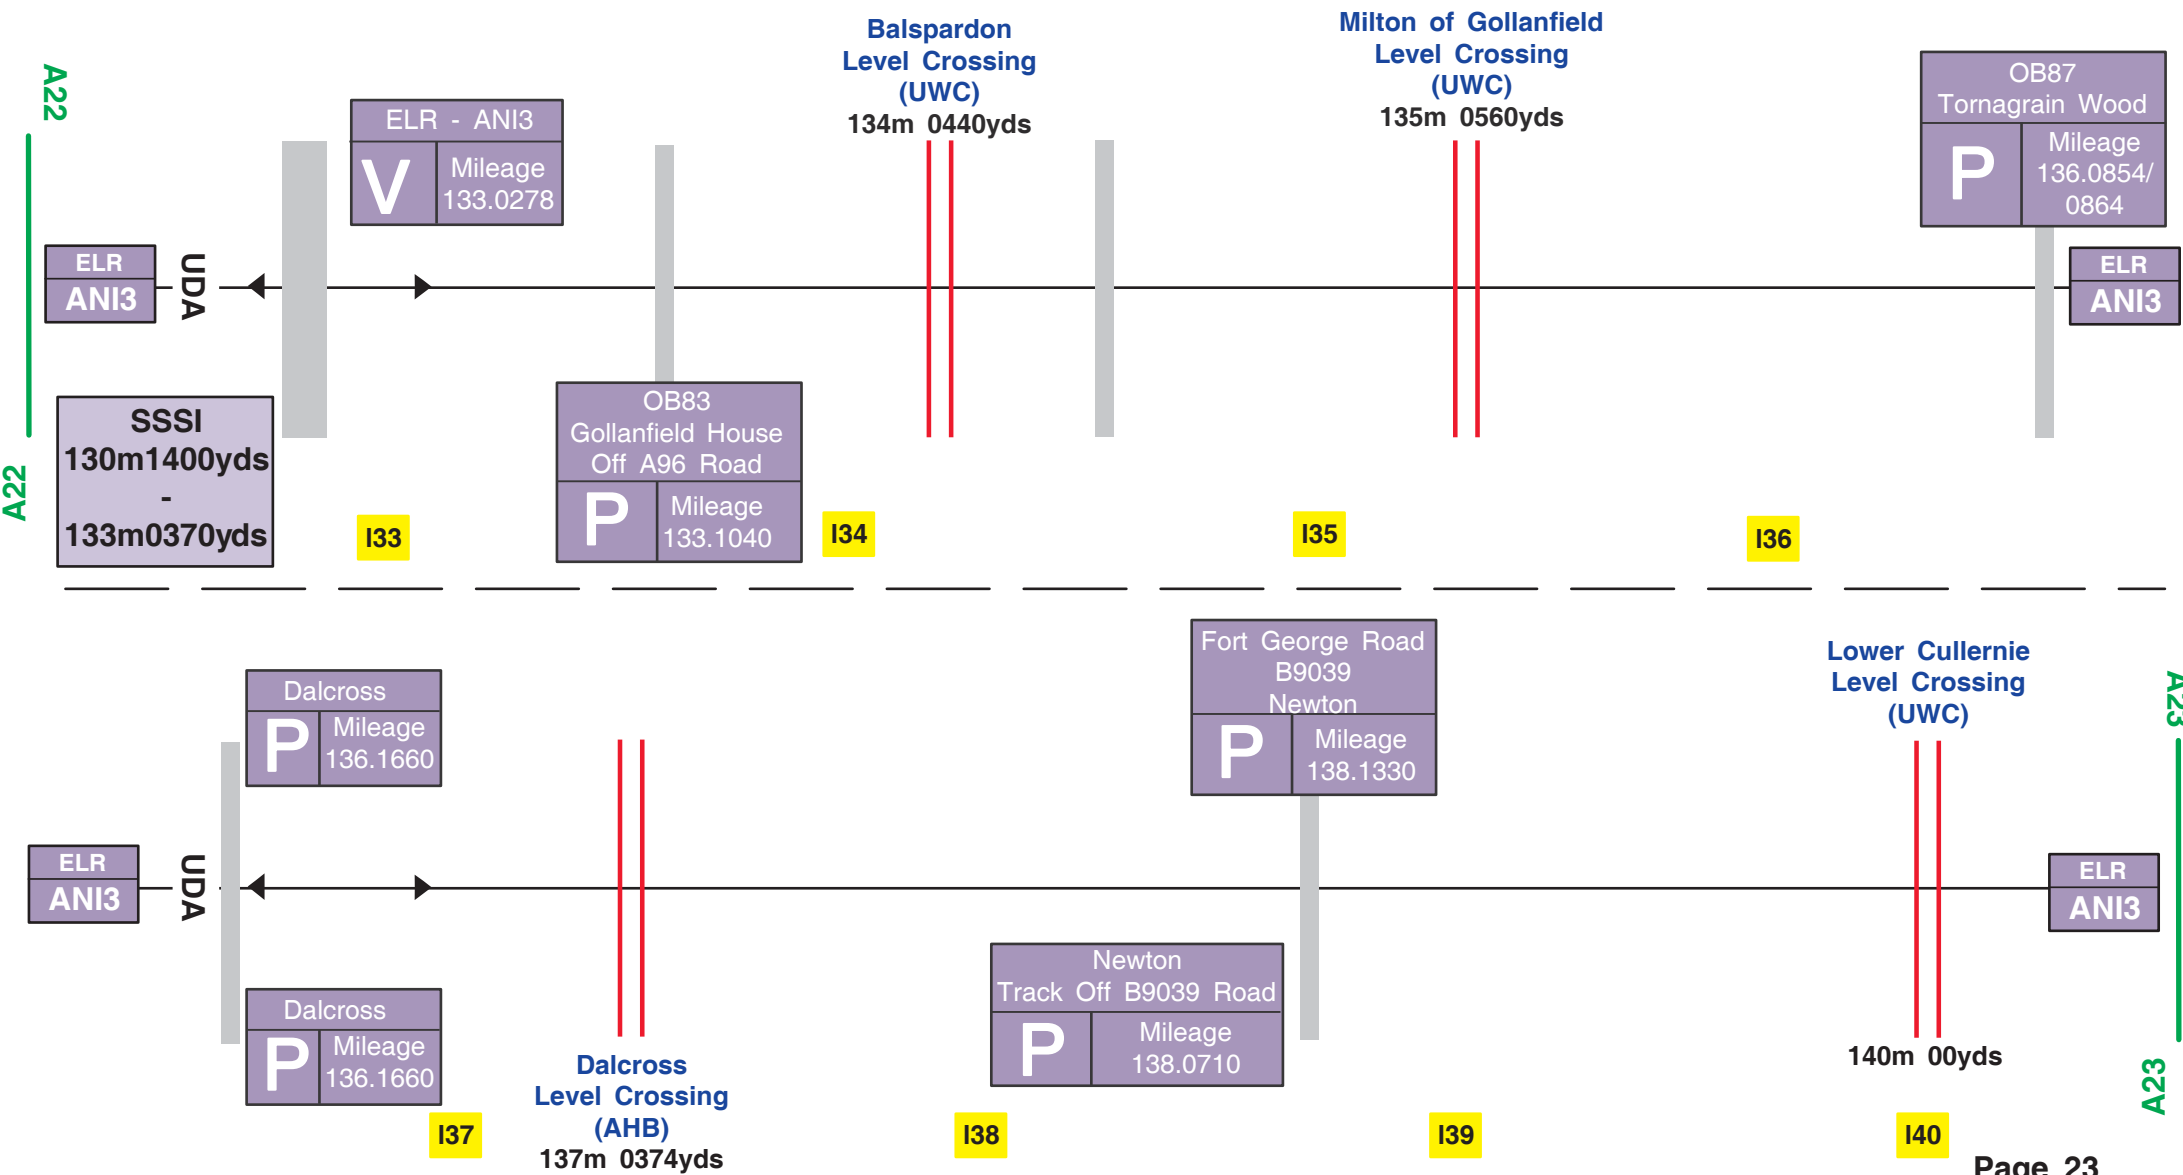 A22
Balspardon
Level Crossing
(UWC)
134m 0440yds
Milton of Gollanfield
Level Crossing
(UWC)
135m 0560yds
ELR - ANI3
V
Mileage
133.0278
OB87
Tornagrain Wood
P
Mileage
136.0854/
0864
ELR
ANI3
UDA
ELR
ANI3
SSSI
130m1400yds
-
133m0370yds
A22
OB83
Gollanfield House
Off A96 Road
P
Mileage
133.1040
I33
I34
I35
I36
Dalcross
P
Mileage
136.1660
Fort George Road
B9039
Newton
P
Mileage
138.1330
Lower Cullernie
Level Crossing
(UWC)
A23
ELR
ANI3
UDA
ELR
ANI3
Dalcross
P
Mileage
136.1660
Newton
Track Off B9039 Road
P
Mileage
138.0710
140m 00yds
A23
Dalcross
Level Crossing
(AHB)
137m 0374yds
I37
I38
I39
I40
Page 23